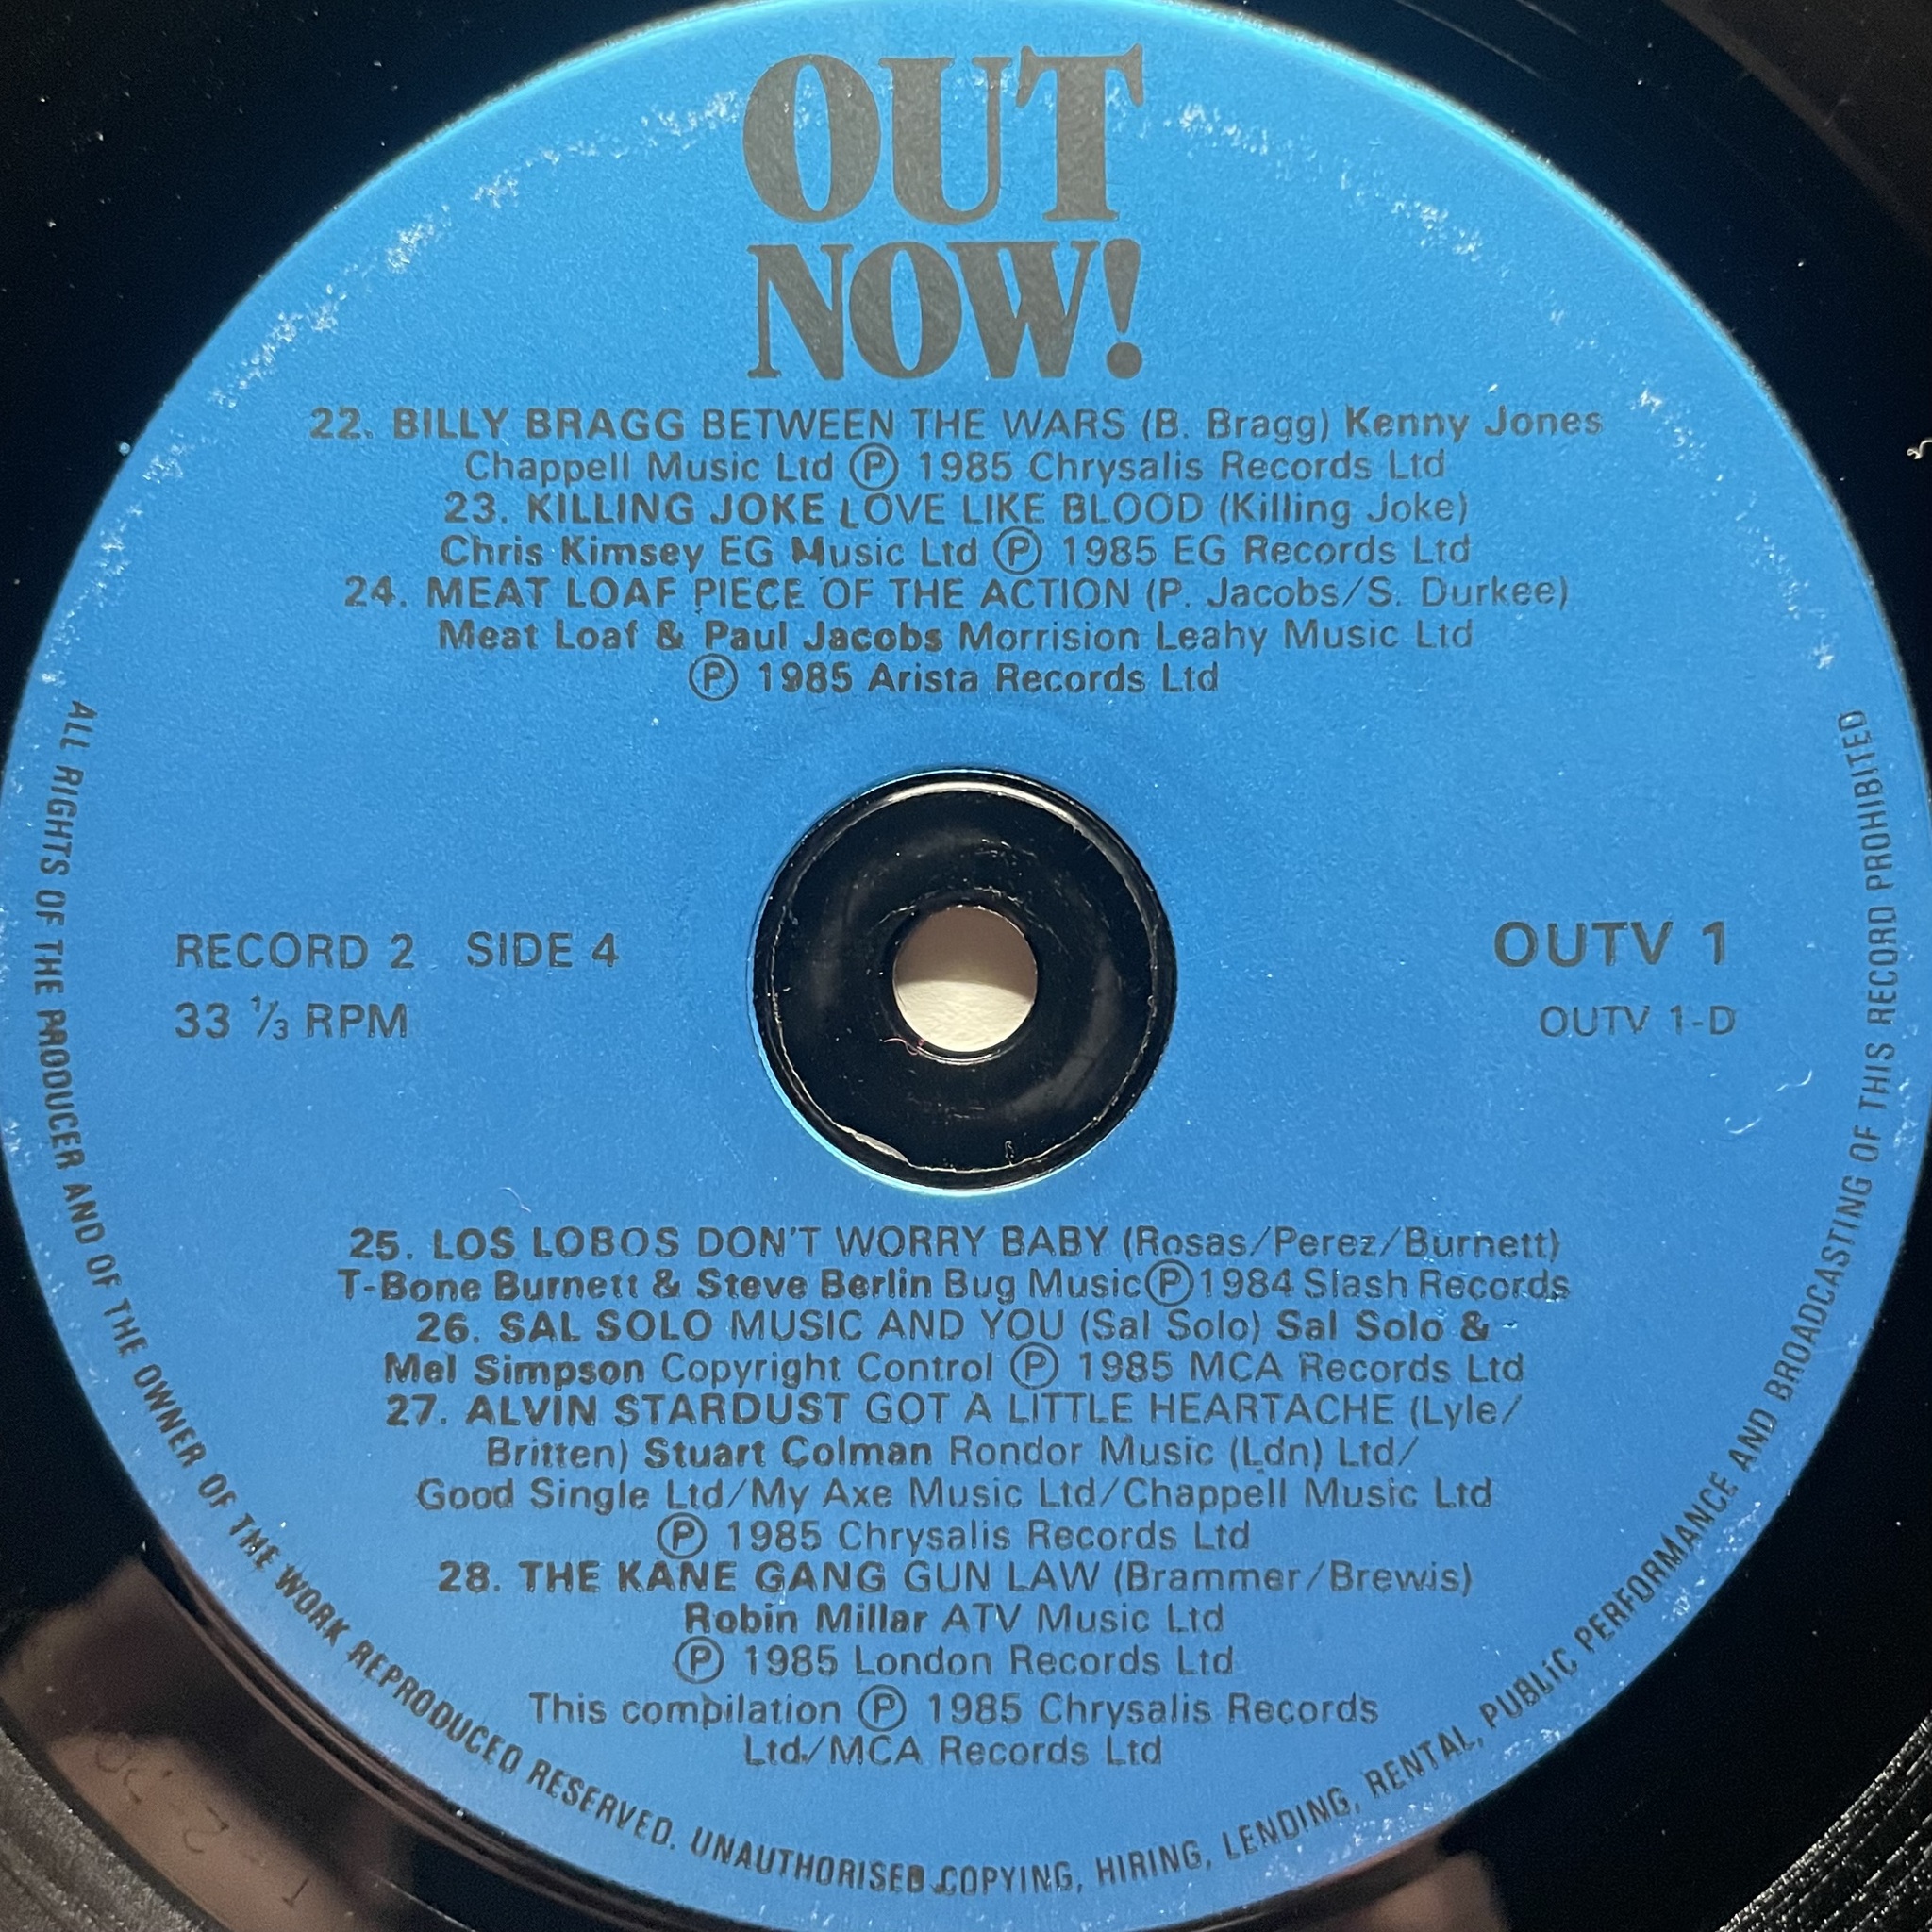 OUT
NOW!
22. BILLY BRAGG BETWEEN THE WARS (B. Bragg) Kenny Jones
Chappell Music Ltd Ⓟ 1985 Chrysalis Records Ltd
23. KILLING JOKE LOVE LIKE BLOOD (Killing Joke)
Chris Kimsey EG Music Ltd Ⓟ 1985 EG Records Ltd
24. MEAT LOAF PIECE OF THE ACTION (P. Jacobs/S. Durkee)
Meat Loaf & Paul Jacobs Morrision Leahy Music Ltd
Ⓟ 1985 Arista Records Ltd
RECORD 2 SIDE 4
33 ⅓ RPM
OUTV 1
OUTV 1-D
25. LOS LOBOS DON'T WORRY BABY (Rosas/Perez/Burnett)
T-Bone Burnett & Steve Berlin Bug Music Ⓟ 1984 Slash Records
26. SAL SOLO MUSIC AND YOU (Sal Solo) Sal Solo &
Mel Simpson Copyright Control Ⓟ 1985 MCA Records Ltd
27. ALVIN STARDUST GOT A LITTLE HEARTACHE (Lyle/
Britten) Stuart Colman Rondor Music (Ldn) Ltd/
Good Single Ltd/My Axe Music Ltd/Chappell Music Ltd
Ⓟ 1985 Chrysalis Records Ltd
28. THE KANE GANG GUN LAW (Brammer/Brewis)
Robin Millar ATV Music Ltd
Ⓟ 1985 London Records Ltd
This compilation Ⓟ 1985 Chrysalis Records
Ltd/MCA Records Ltd
ALL RIGHTS OF THE PRODUCER AND OF THE OWNER OF THE WORK REPRODUCED RESERVED. UNAUTHORISED COPYING, HIRING, LENDING, RENTAL, PUBLIC PERFORMANCE AND BROADCASTING OF THIS RECORD PROHIBITED